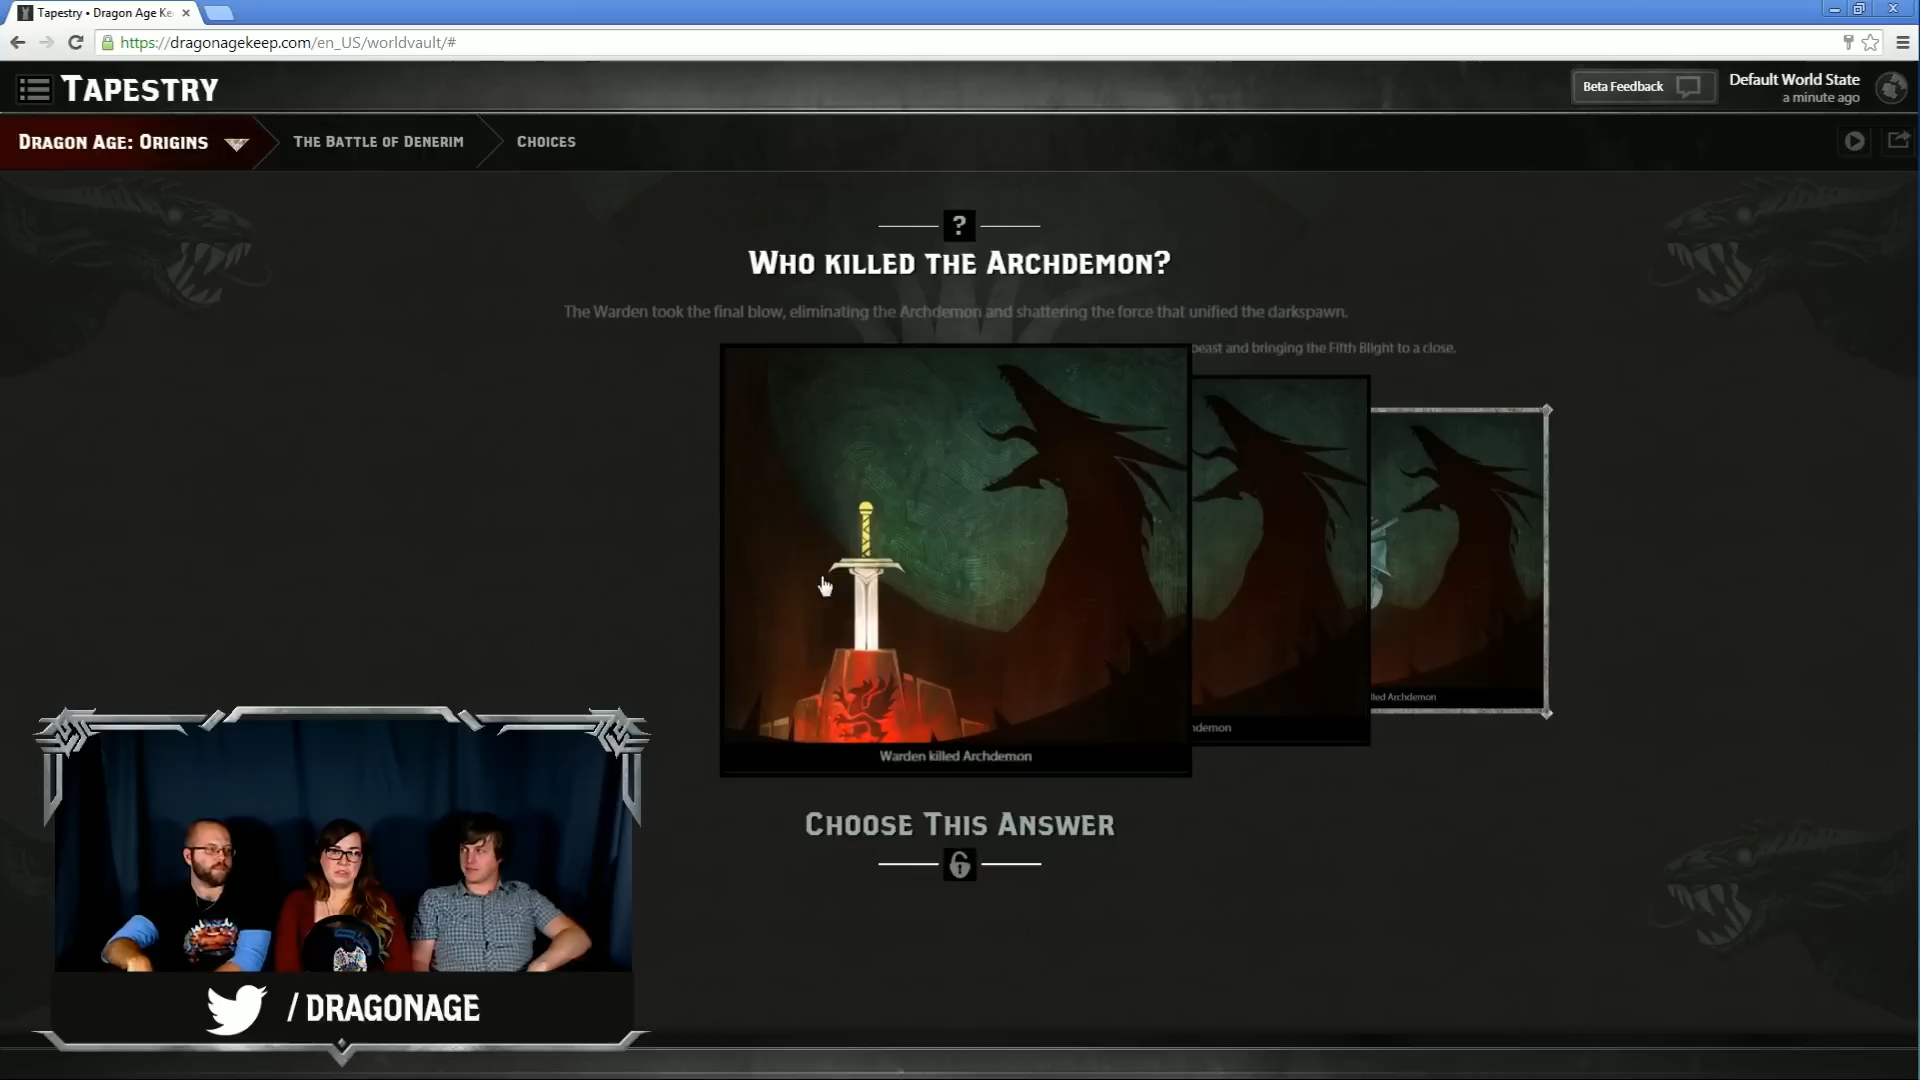 Tapestry • Dragon Age Ke
https://dragonagekeep.com/en_US/worldvault/#
TAPESTRY
Beta Feedback
Default World State
a minute ago
DRAGON AGE: ORIGINS
THE BATTLE OF DENERIM
CHOICES
?
WHO KILLED THE ARCHDEMON?
The Warden took the final blow, eliminating the Archdemon and shattering the force that unified the darkspawn.
beast and bringing the Fifth Blight to a close.
lled Archdemon
hdemon
Warden killed Archdemon
CHOOSE THIS ANSWER
/ DRAGONAGE